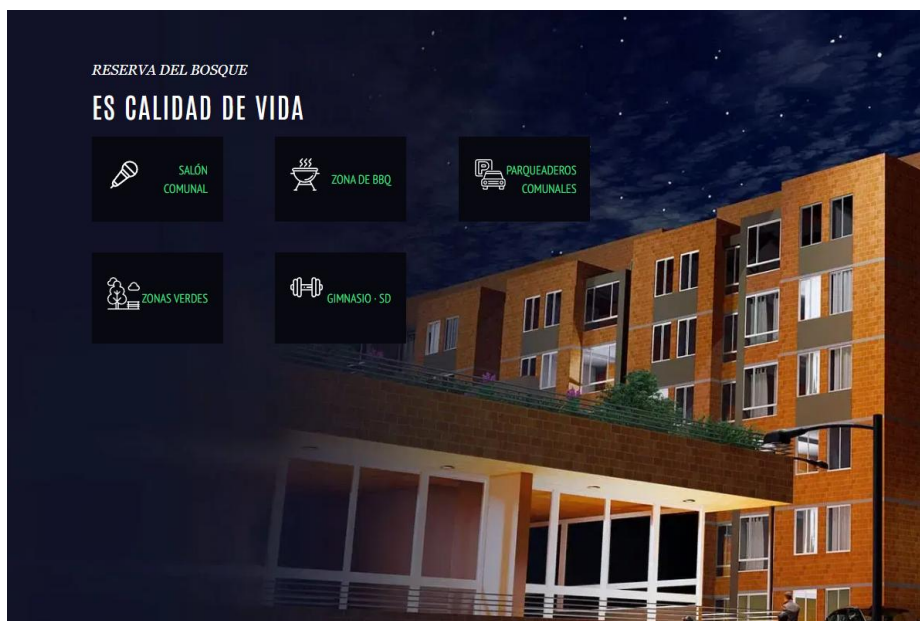 RESERVA DEL BOSQUE
ES CALIDAD DE VIDA
SALÓN
COMUNAL
ZONA DE BBQ
P
PARQUEADEROS
COMUNALES
ZONAS VERDES
GIMNASIO · SD